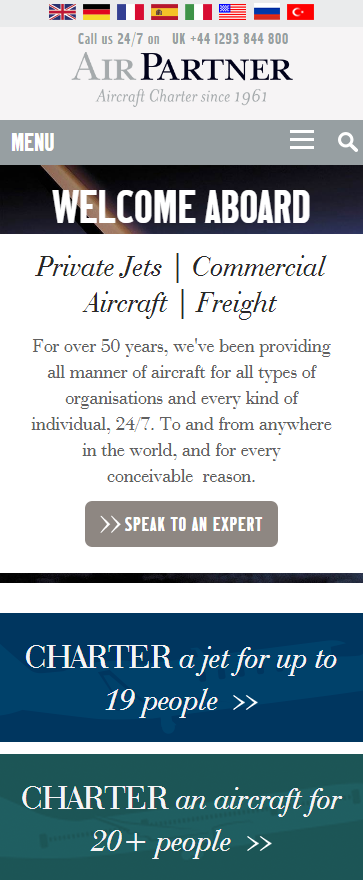 Call us 24/7 on UK +44 1293 844 800
AIR PARTNER
Aircraft Charter since 1961
MENU
WELCOME ABOARD
Private Jets | Commercial
Aircraft | Freight
For over 50 years, we've been providing
all manner of aircraft for all types of
organisations and every kind of
individual, 24/7. To and from anywhere
in the world, and for every
conceivable reason.
>> SPEAK TO AN EXPERT
CHARTER a jet for up to
19 people >>
CHARTER an aircraft for
20+ people >>